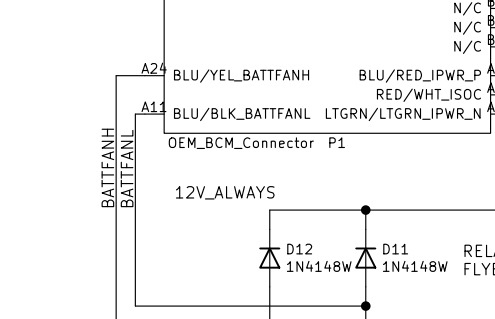 N/C B
N/C B
N/C B
A24 BLU/YEL_BATTFANH BLU/RED_IPWR_P A
RED/WHT_ISOC A
A11 BLU/BLK_BATTFANL LTGRN/LTGRN_IPWR_N A
OEM_BCM_Connector P1
BATTFANH
BATTFANL
12V_ALWAYS
D12
1N4148W
D11
1N4148W